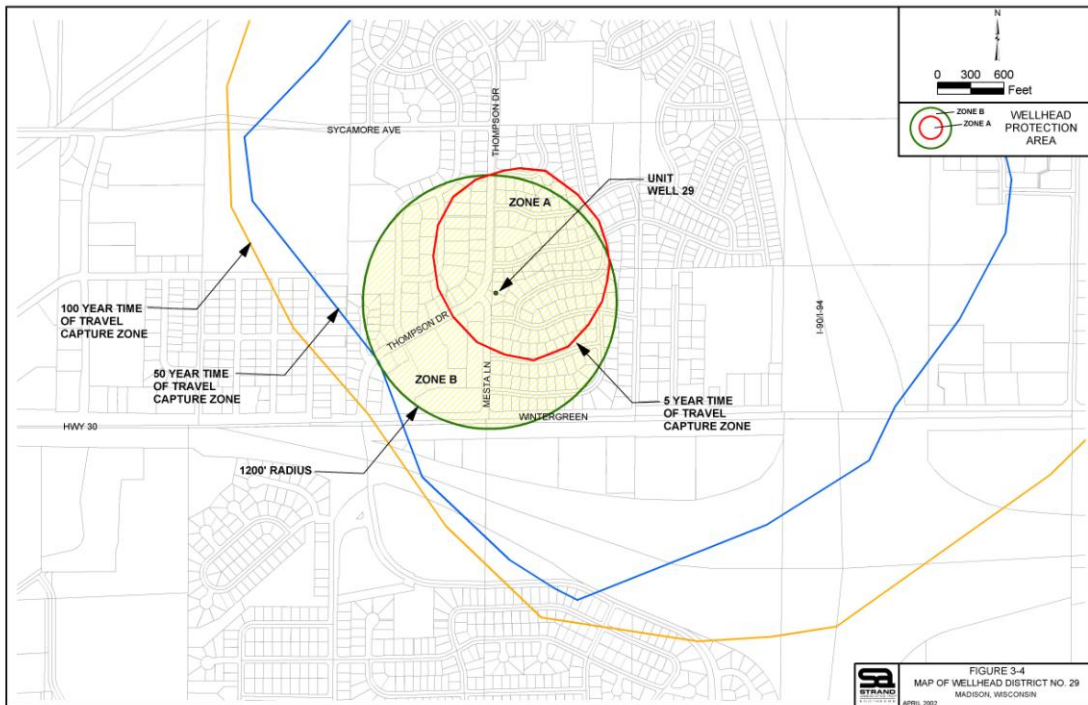 N
0 300 600
Feet
ZONE B
ZONE A
WELLHEAD
PROTECTION
AREA
SYCAMORE AVE
THOMPSON DR
UNIT
WELL 29
ZONE A
100 YEAR TIME
OF TRAVEL
CAPTURE ZONE
50 YEAR TIME
OF TRAVEL
CAPTURE ZONE
THOMPSON DR
ZONE B
MESTA LN
I-90/I-94
5 YEAR TIME
OF TRAVEL
CAPTURE ZONE
WINTERGREEN
HWY 30
1200' RADIUS
sa
STRAND
FIGURE 3-4
MAP OF WELLHEAD DISTRICT NO. 29
MADISON, WISCONSIN
APRIL 2002